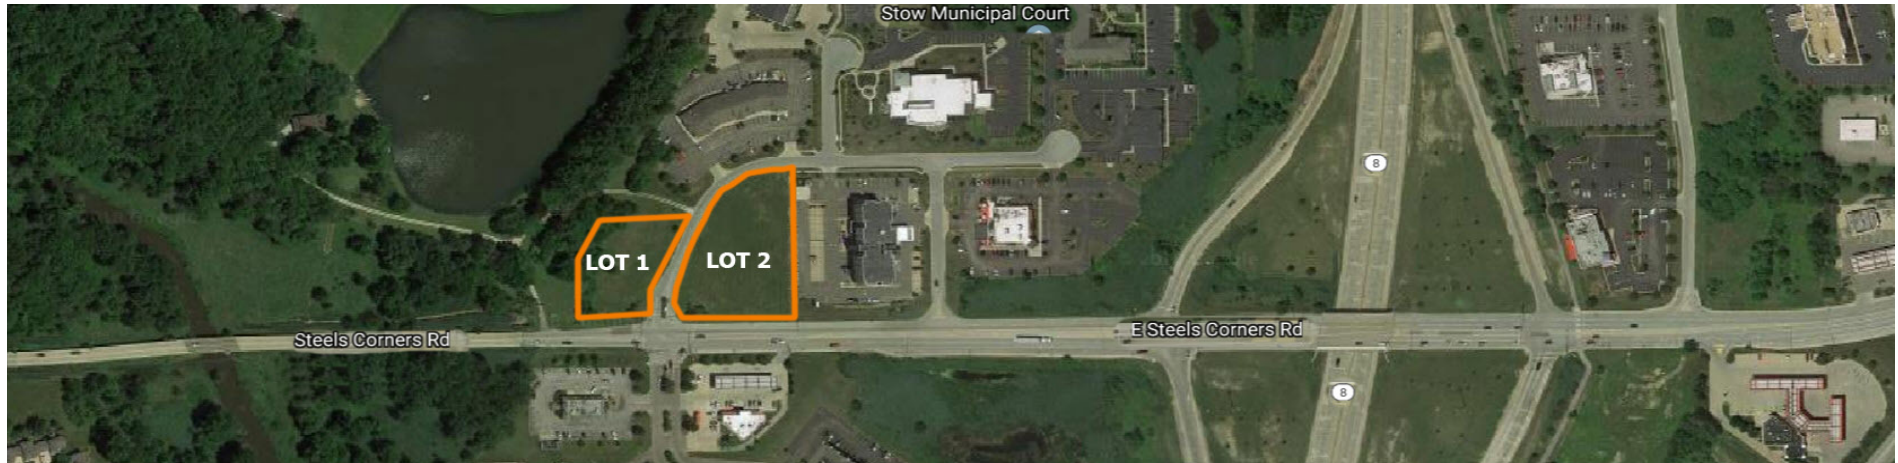 Stow Municipal Court
8
LOT 1
LOT 2
Steels Corners Rd
E Steels Corners Rd
8